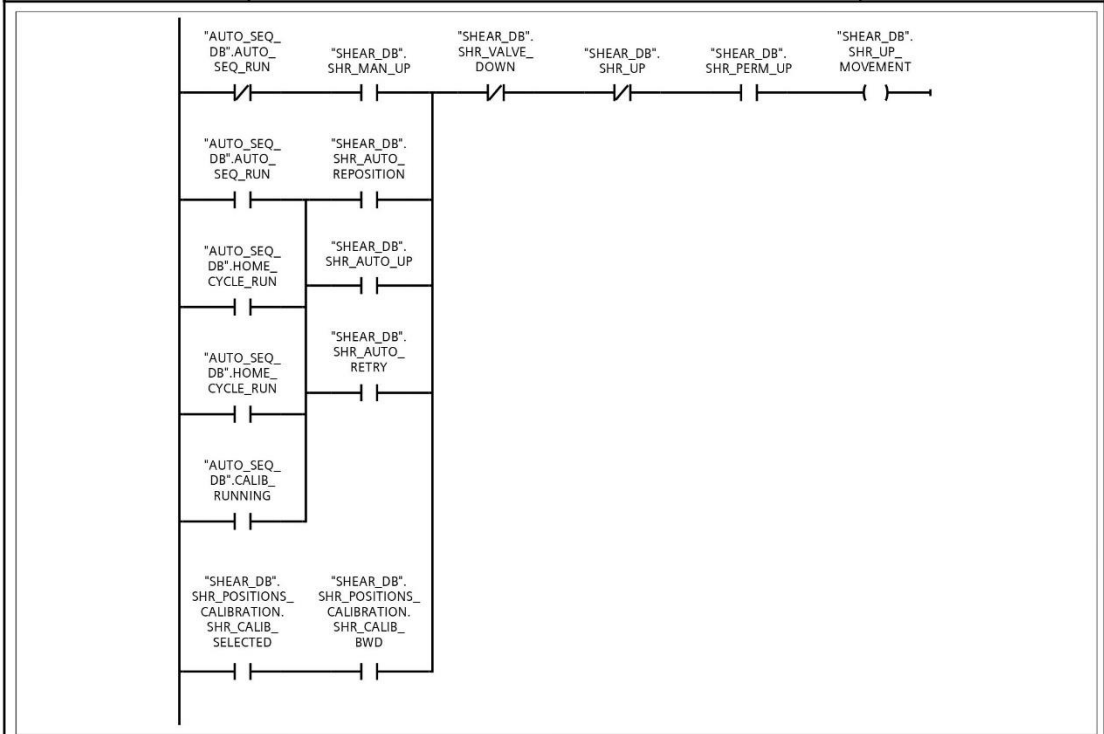 "AUTO_SEQ_
DB".AUTO_
SEQ_RUN
"SHEAR_DB".
SHR_MAN_UP
"SHEAR_DB".
SHR_VALVE_
DOWN
"SHEAR_DB".
SHR_UP
"SHEAR_DB".
SHR_PERM_UP
"SHEAR_DB".
SHR_UP_
MOVEMENT
"AUTO_SEQ_
DB".AUTO_
SEQ_RUN
"SHEAR_DB".
SHR_AUTO_
REPOSITION
"AUTO_SEQ_
DB".HOME_
CYCLE_RUN
"SHEAR_DB".
SHR_AUTO_UP
"AUTO_SEQ_
DB".HOME_
CYCLE_RUN
"SHEAR_DB".
SHR_AUTO_
RETRY
"AUTO_SEQ_
DB".CALIB_
RUNNING
"SHEAR_DB".
SHR_POSITIONS_
CALIBRATION.
SHR_CALIB_
SELECTED
"SHEAR_DB".
SHR_POSITIONS_
CALIBRATION.
SHR_CALIB_
BWD